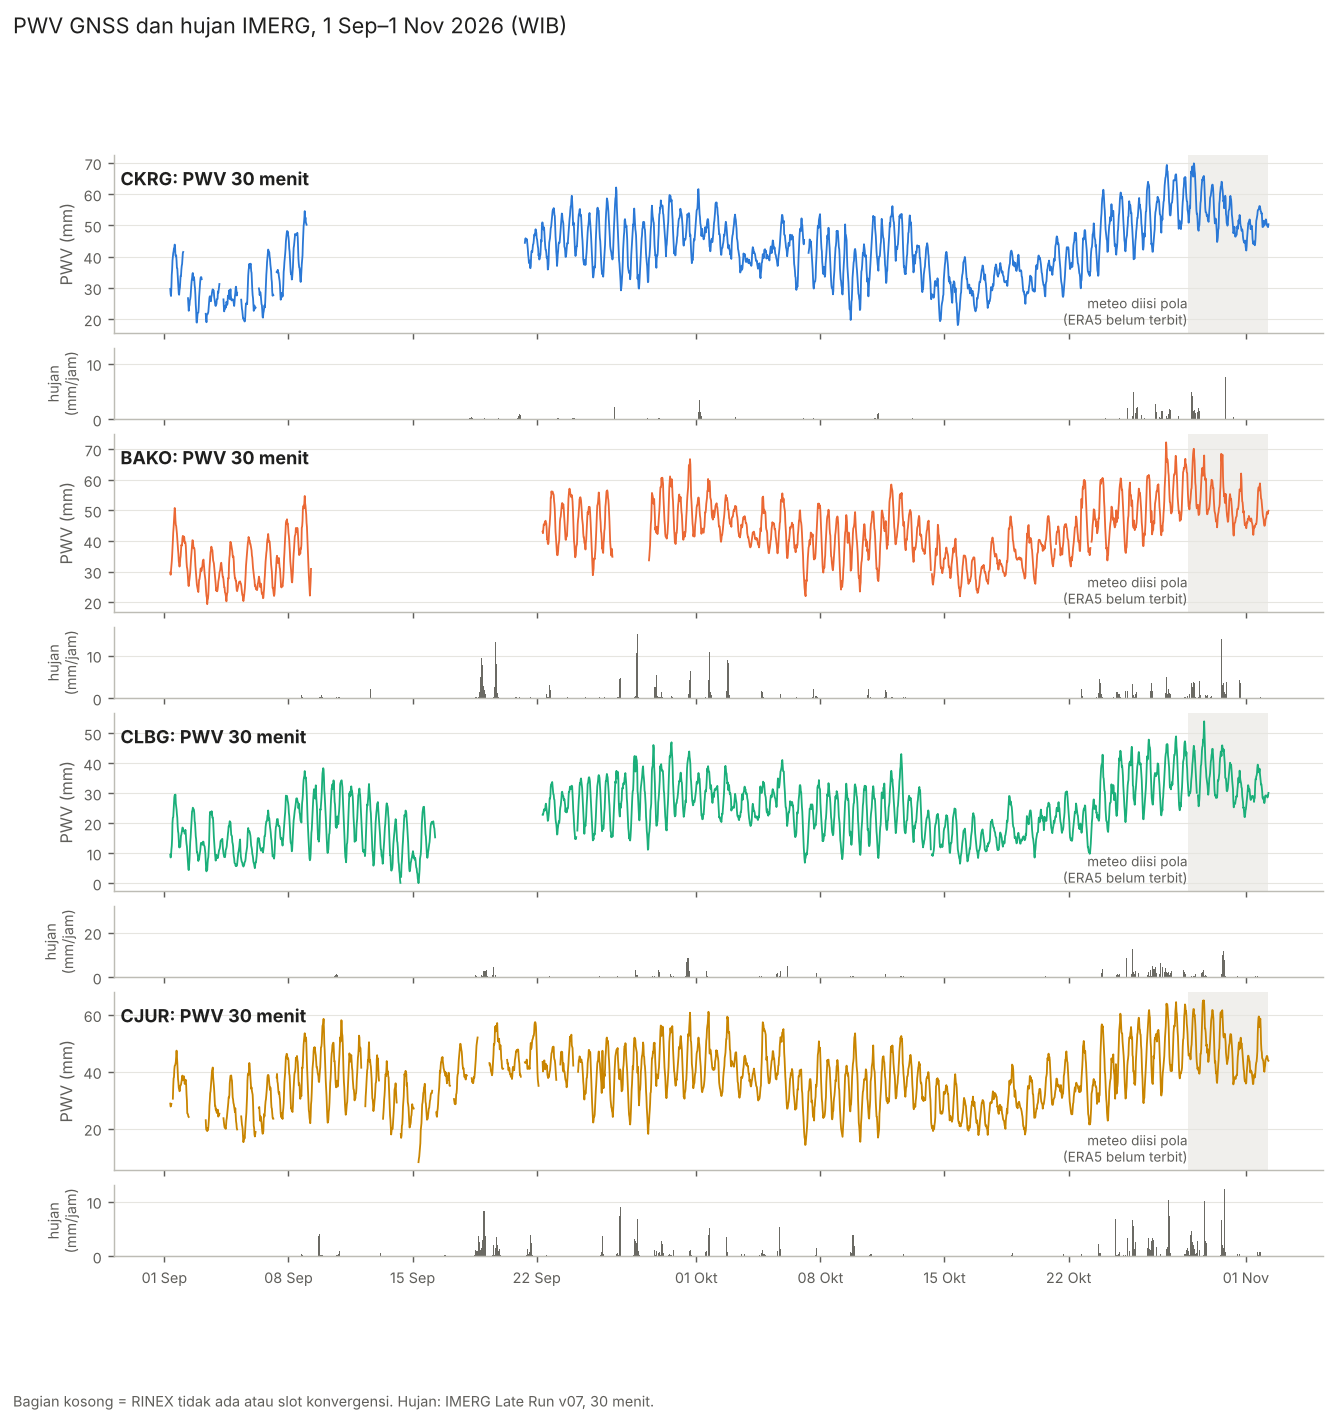 PWV GNSS dan hujan IMERG, 1 Sep–1 Nov 2026 (WIB)
CKRG: PWV 30 menit
PWV (mm)
70
60
50
40
30
20
meteo diisi pola
(ERA5 belum terbit)
hujan
(mm/jam)
10
0
BAKO: PWV 30 menit
PWV (mm)
70
60
50
40
30
20
meteo diisi pola
(ERA5 belum terbit)
hujan
(mm/jam)
10
0
CLBG: PWV 30 menit
PWV (mm)
50
40
30
20
10
0
meteo diisi pola
(ERA5 belum terbit)
hujan
(mm/jam)
20
0
CJUR: PWV 30 menit
PWV (mm)
60
40
20
meteo diisi pola
(ERA5 belum terbit)
hujan
(mm/jam)
10
0
01 Sep 08 Sep 15 Sep 22 Sep 01 Okt 08 Okt 15 Okt 22 Okt 01 Nov
Bagian kosong = RINEX tidak ada atau slot konvergensi. Hujan: IMERG Late Run v07, 30 menit.